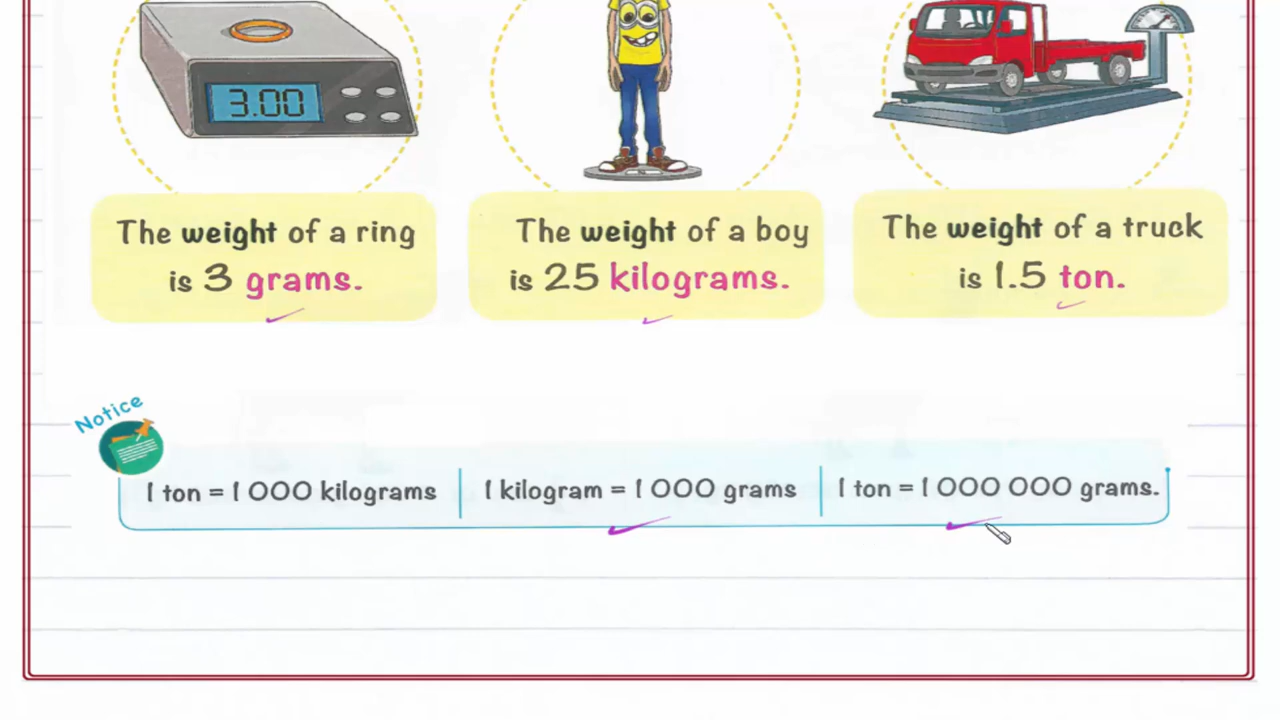 3.00
The weight of a ring
is 3 grams.
The weight of a boy
is 25 kilograms.
The weight of a truck
is 1.5 ton.
Notice
1 ton = 1 000 kilograms
1 kilogram = 1 000 grams
1 ton = 1 000 000 grams.